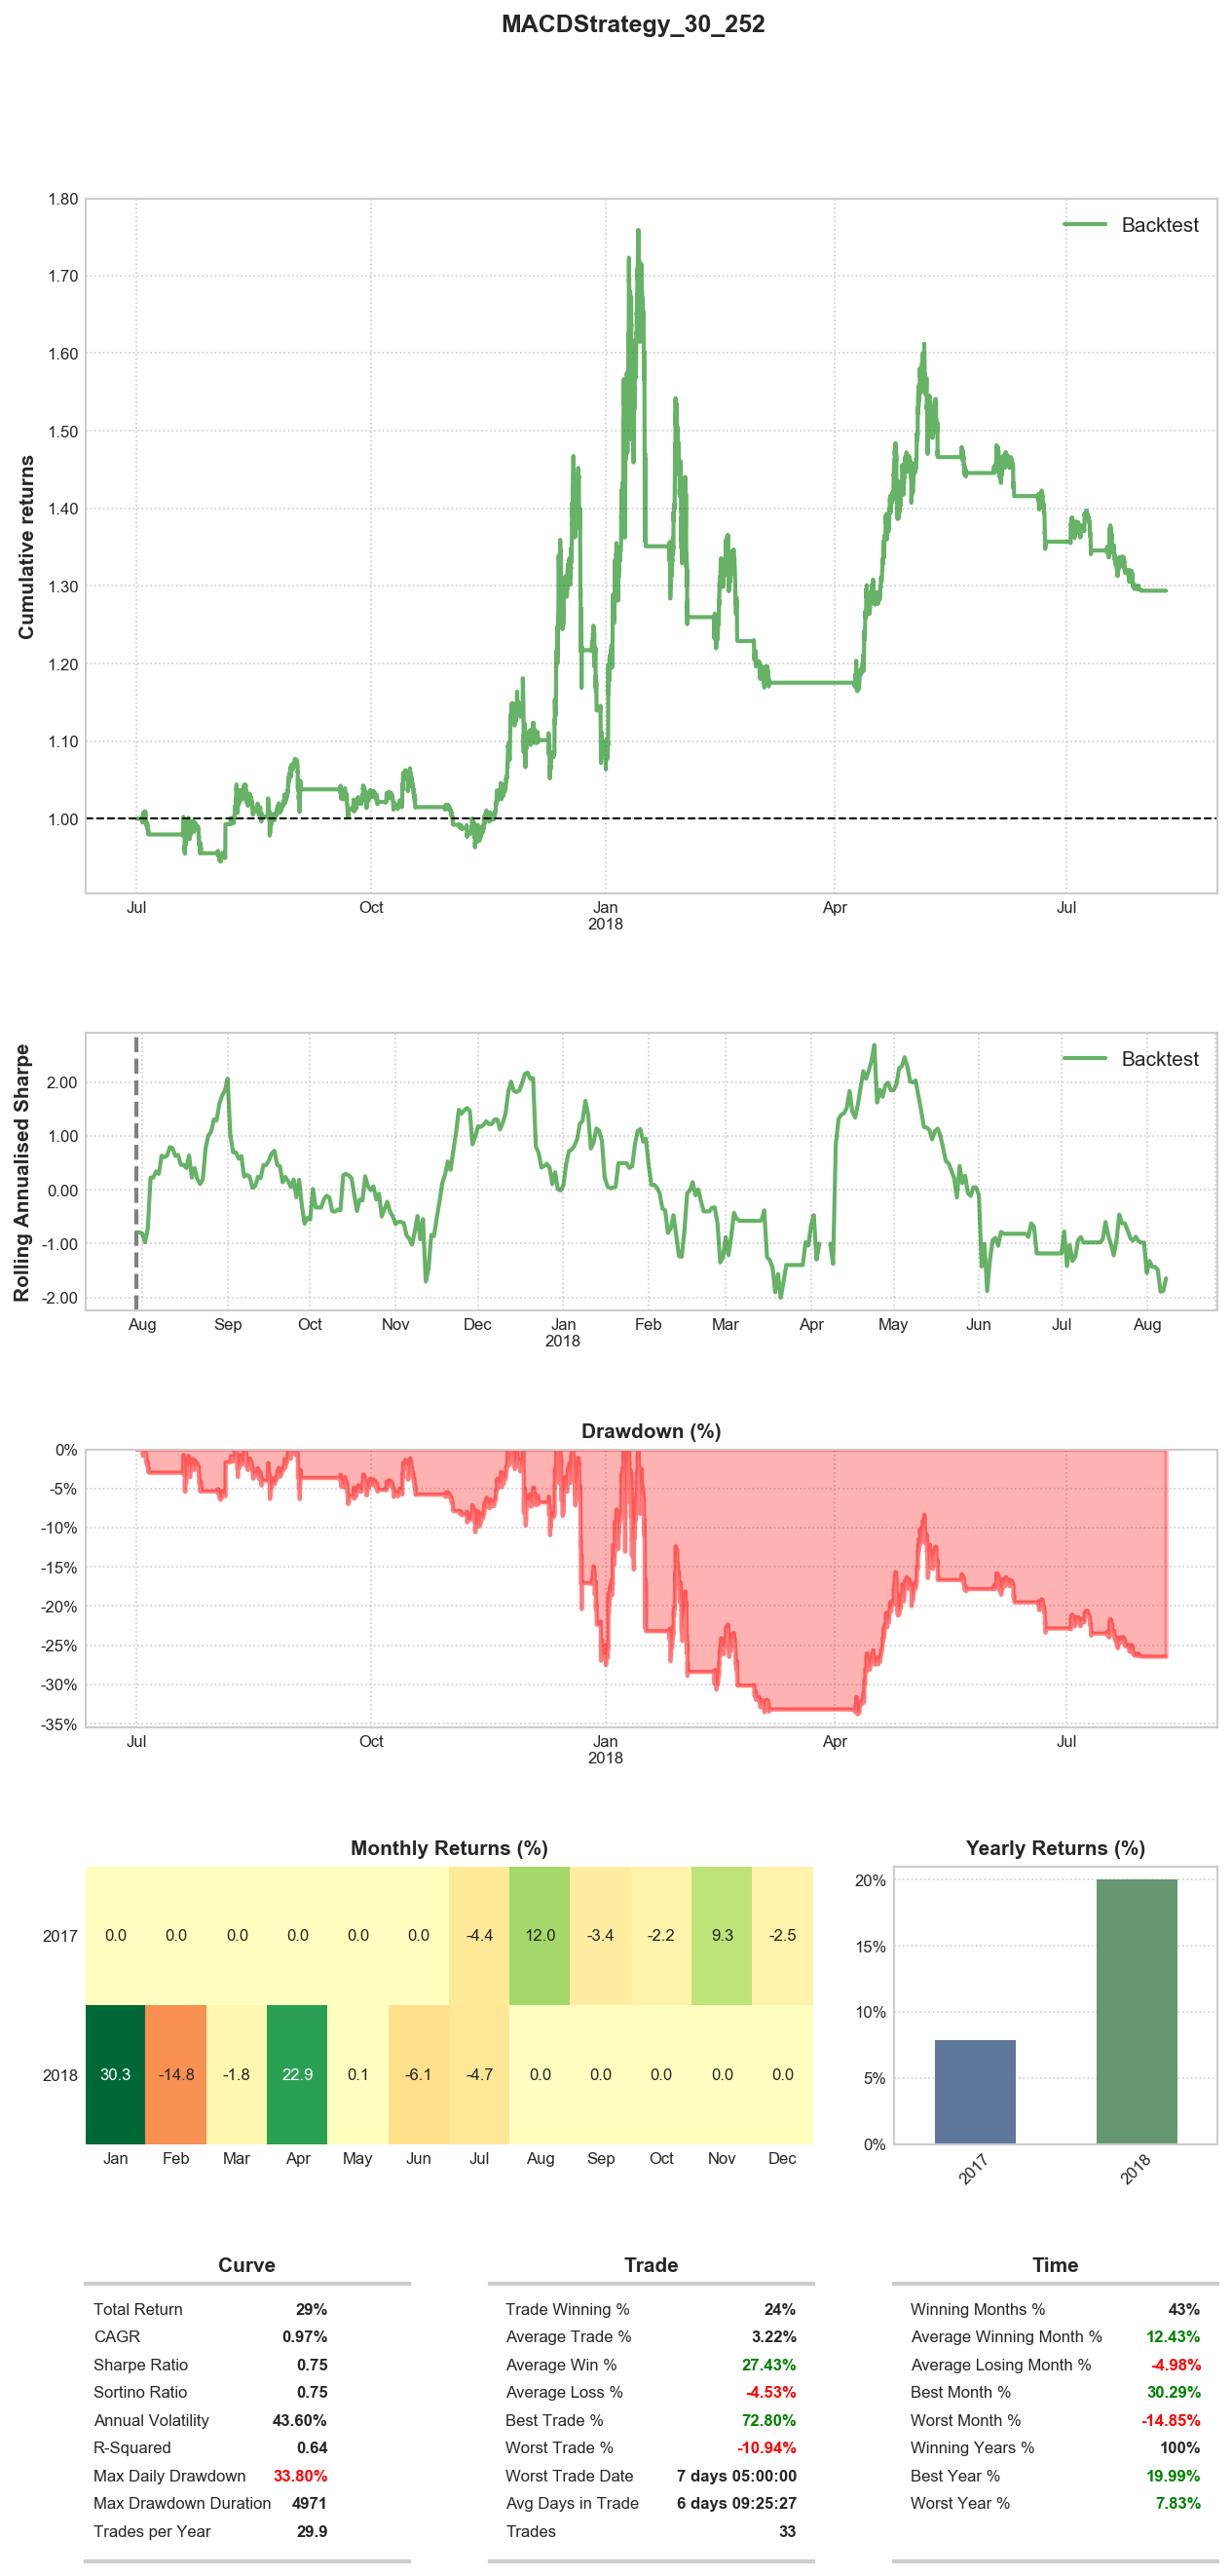 MACDStrategy_30_252
Cumulative returns
1.80
1.70
1.60
1.50
1.40
1.30
1.20
1.10
1.00
Backtest
Jul Oct Jan Apr Jul
2018
Rolling Annualised Sharpe
2.00
1.00
0.00
-1.00
-2.00
Backtest
Aug Sep Oct Nov Dec Jan Feb Mar Apr May Jun Jul Aug
2018
Drawdown (%)
0%
-5%
-10%
-15%
-20%
-25%
-30%
-35%
Jul Oct Jan Apr Jul
2018
Monthly Returns (%)
2017 0.0 0.0 0.0 0.0 0.0 0.0 -4.4 12.0 -3.4 -2.2 9.3 -2.5
2018 30.3 -14.8 -1.8 22.9 0.1 -6.1 -4.7 0.0 0.0 0.0 0.0 0.0
Jan Feb Mar Apr May Jun Jul Aug Sep Oct Nov Dec
Yearly Returns (%)
20%
15%
10%
5%
0%
2017 2018
Curve
Total Return 29%
CAGR 0.97%
Sharpe Ratio 0.75
Sortino Ratio 0.75
Annual Volatility 43.60%
R-Squared 0.64
Max Daily Drawdown 33.80%
Max Drawdown Duration 4971
Trades per Year 29.9
Trade
Trade Winning % 24%
Average Trade % 3.22%
Average Win % 27.43%
Average Loss % -4.53%
Best Trade % 72.80%
Worst Trade % -10.94%
Worst Trade Date 7 days 05:00:00
Avg Days in Trade 6 days 09:25:27
Trades 33
Time
Winning Months % 43%
Average Winning Month % 12.43%
Average Losing Month % -4.98%
Best Month % 30.29%
Worst Month % -14.85%
Winning Years % 100%
Best Year % 19.99%
Worst Year % 7.83%